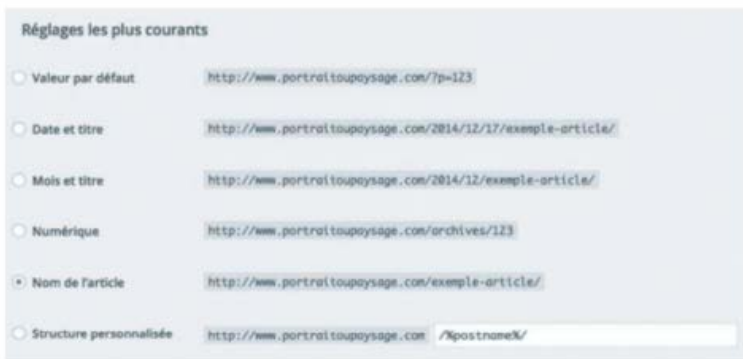 Réglages les plus courants
Valeur par défaut http://www.portraitoupaysage.com/?p=123
Date et titre http://www.portraitoupaysage.com/2014/12/17/exemple-article/
Mois et titre http://www.portraitoupaysage.com/2014/12/exemple-article/
Numérique http://www.portraitoupaysage.com/archives/123
Nom de l'article http://www.portraitoupaysage.com/exemple-article/
Structure personnalisée http://www.portraitoupaysage.com /%postname%/